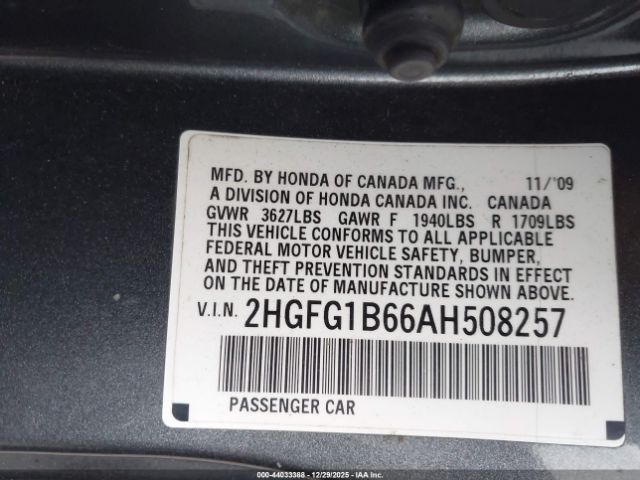 MFD. BY HONDA OF CANADA MFG., 11/'09
A DIVISION OF HONDA CANADA INC. CANADA
GVWR 3627LBS GAWR F 1940LBS R 1709LBS
THIS VEHICLE CONFORMS TO ALL APPLICABLE
FEDERAL MOTOR VEHICLE SAFETY, BUMPER,
AND THEFT PREVENTION STANDARDS IN EFFECT
ON THE DATE OF MANUFACTURE SHOWN ABOVE.
V.I.N. 2HGFG1B66AH508257
PASSENGER CAR
2-44033388 - 12/29/2025 - IAA Inc.